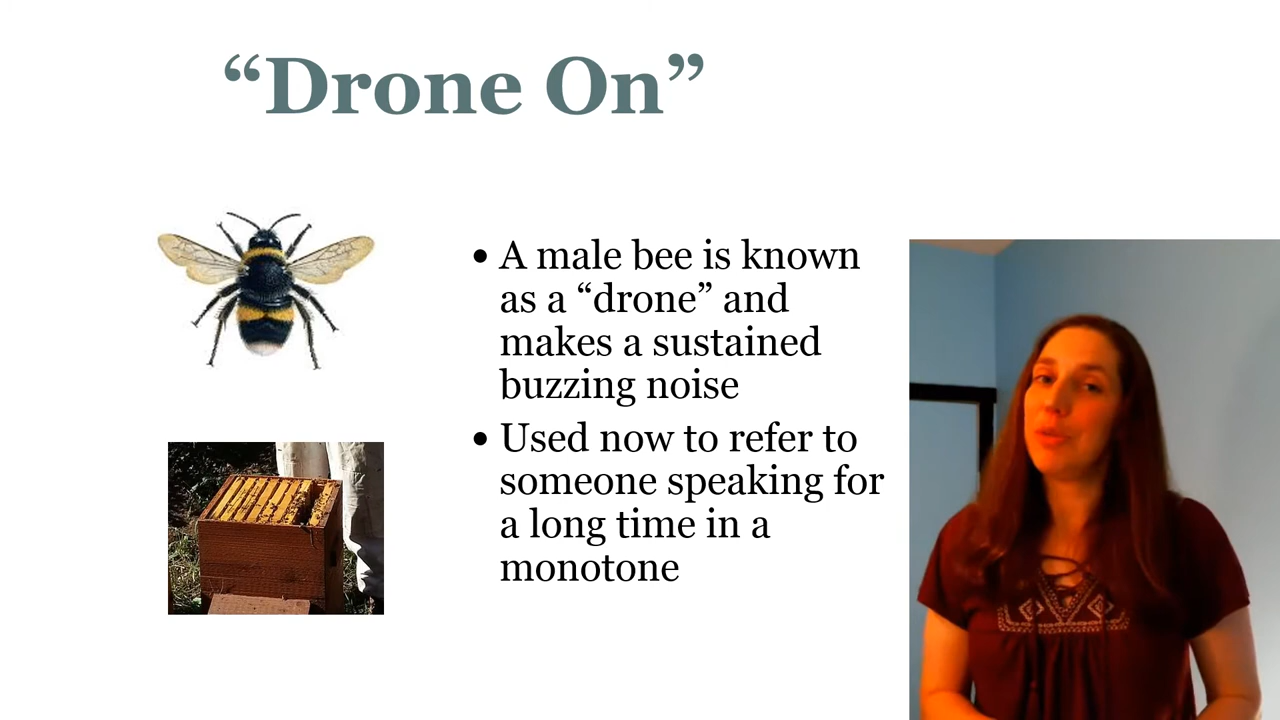 “Drone On”
• A male bee is known
as a “drone” and
makes a sustained
buzzing noise
• Used now to refer to
someone speaking for
a long time in a
monotone